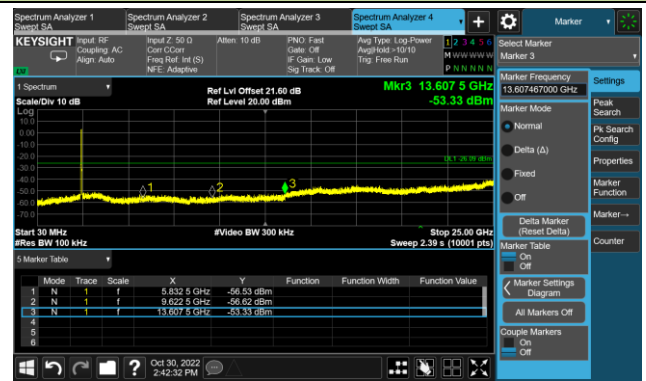 Spectrum Analyzer 1
Swept SA
Spectrum Analyzer 2
Swept SA
Spectrum Analyzer 3
Swept SA
Spectrum Analyzer 4
Swept SA
+
Marker
KEYSIGHT
Input: RF
Coupling: AC
Align: Auto
Input Z: 50 Ω
Corr CCorr
Freq Ref: Int (S)
NFE: Adaptive
Atten: 10 dB
PNO: Fast
Gate: Off
IF Gain: Low
Sig Track: Off
Avg Type: Log-Power
Avg|Hold:>10/10
Trig: Free Run
1 2 3 4 5 6
M W W W W W
P N N N N N
Select Marker
Marker 3
1 Spectrum
Scale/Div 10 dB
Log
Ref Lvl Offset 21.60 dB
Ref Level 20.00 dBm
Mkr3 13.607 5 GHz
-53.33 dBm
10.0
0.00
-10.0
-20.0
-30.0
-40.0
-50.0
-60.0
-70.0
1
2
3
Start 30 MHz
#Res BW 100 kHz
#Video BW 300 kHz
Stop 25.00 GHz
Sweep 2.39 s (10001 pts)
5 Marker Table
Mode Trace Scale X Y Function Function Width Function Value
1 N 1 f 5.832 5 GHz -56.53 dBm
2 N 1 f 9.622 5 GHz -56.62 dBm
3 N 1 f 13.607 5 GHz -53.33 dBm
4
5
6
Marker Frequency
13.607467000 GHz
Marker Mode
Normal
Delta (Δ)
Fixed
Off
Delta Marker
(Reset Delta)
Marker Table
On
Off
Marker Settings
Diagram
All Markers Off
Couple Markers
On
Off
Settings
Peak
Search
Pk Search
Config
Properties
Marker
Function
Marker→
Counter
?
Oct 30, 2022
2:42:32 PM